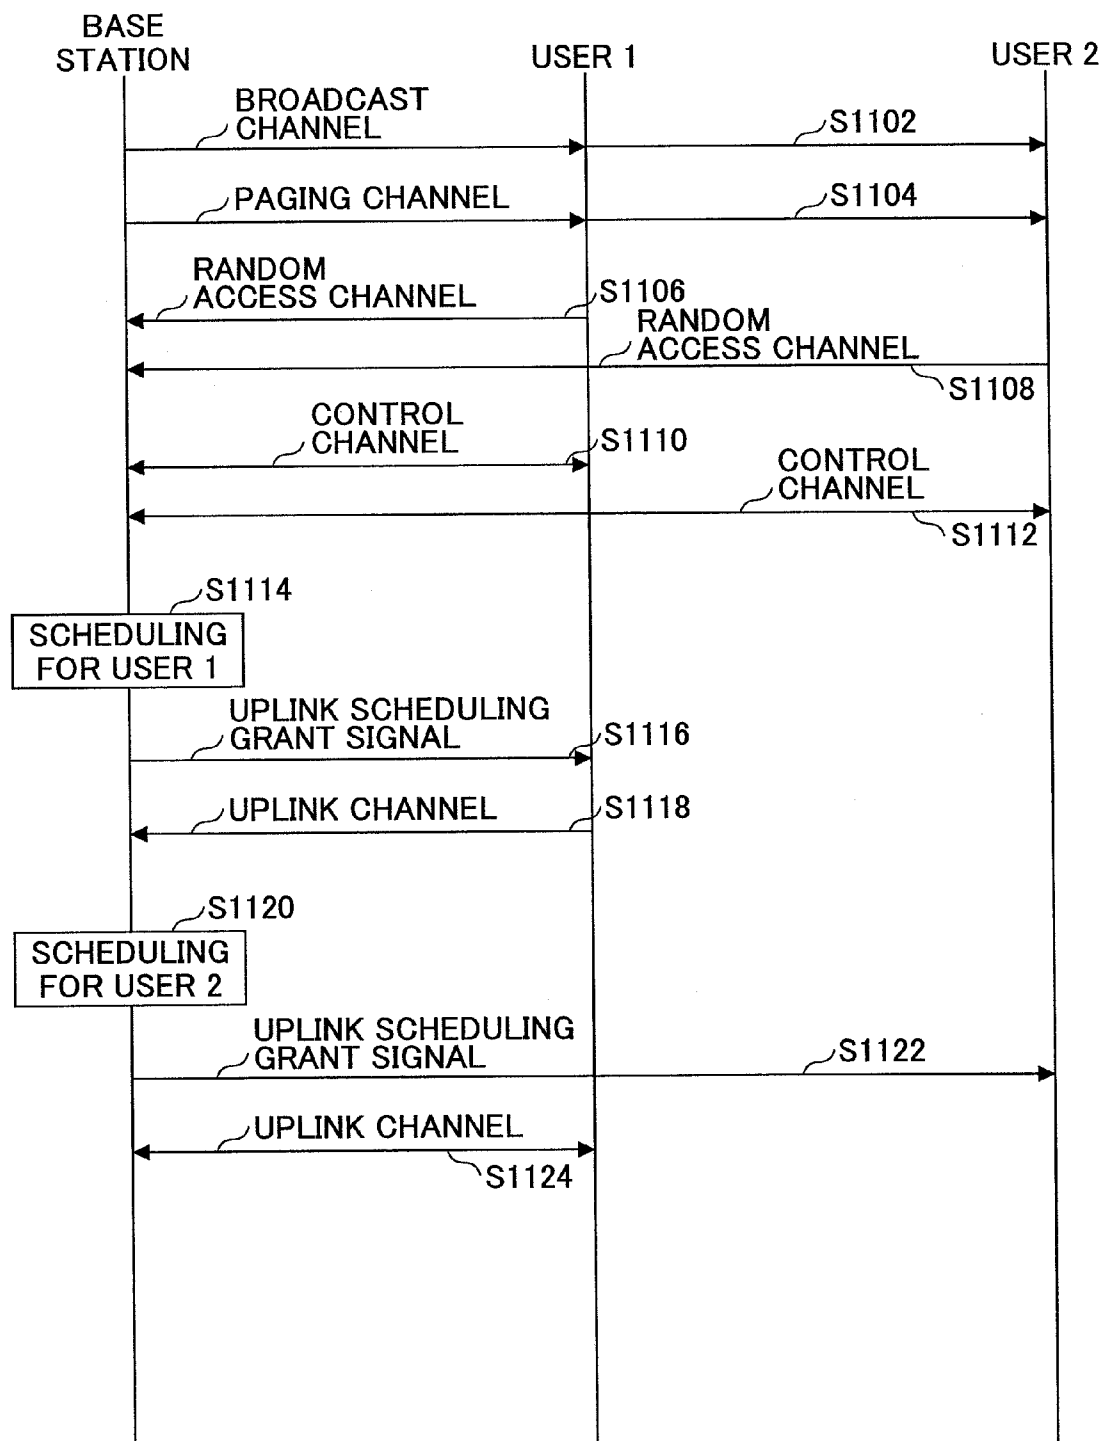 BASE
STATION
USER 1
USER 2
BROADCAST
CHANNEL
S1102
PAGING CHANNEL
S1104
RANDOM
ACCESS CHANNEL
S1106
RANDOM
ACCESS CHANNEL
S1108
CONTROL
CHANNEL
S1110
CONTROL
CHANNEL
S1112
S1114
SCHEDULING
FOR USER 1
UPLINK SCHEDULING
GRANT SIGNAL
S1116
UPLINK CHANNEL
S1118
S1120
SCHEDULING
FOR USER 2
UPLINK SCHEDULING
GRANT SIGNAL
S1122
UPLINK CHANNEL
S1124